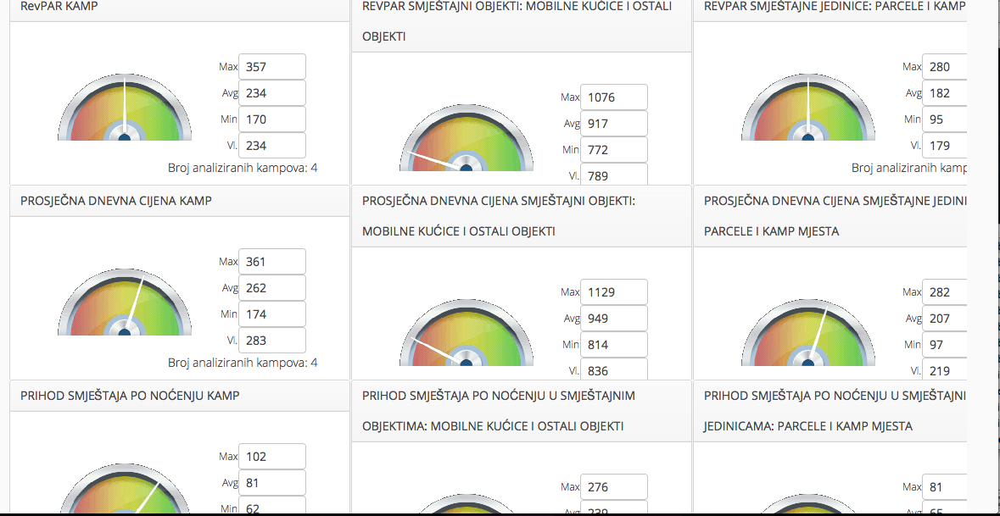 RevPAR KAMP
Max 357
Avg 234
Min 170
Vl. 234
Broj analiziranih kampova: 4
REVPAR SMJEŠTAJNI OBJEKTI: MOBILNE KUĆICE I OSTALI
OBJEKTI
Max 1076
Avg 917
Min 772
Vl. 789
REVPAR SMJEŠTAJNE JEDINICE: PARCELE I KAMP
Max 280
Avg 182
Min 95
Vl. 179
Broj analiziranih kamp
PROSJEČNA DNEVNA CIJENA KAMP
Max 361
Avg 262
Min 174
Vl. 283
Broj analiziranih kampova: 4
PROSJEČNA DNEVNA CIJENA SMJEŠTAJNI OBJEKTI:
MOBILNE KUĆICE I OSTALI OBJEKTI
Max 1129
Avg 949
Min 814
Vl. 836
PROSJEČNA DNEVNA CIJENA SMJEŠTAJNE JEDINI
PARCELE I KAMP MJESTA
Max 282
Avg 207
Min 97
Vl. 219
PRIHOD SMJEŠTAJA PO NOĆENJU KAMP
Max 102
Avg 81
Min 62
PRIHOD SMJEŠTAJA PO NOĆENJU U SMJEŠTAJNIM
OBJEKTIMA: MOBILNE KUĆICE I OSTALI OBJEKTI
Max 276
Avg 239
PRIHOD SMJEŠTAJA PO NOĆENJU U SMJEŠTAJNI
JEDINICAMA: PARCELE I KAMP MJESTA
Max 81
Avg 65